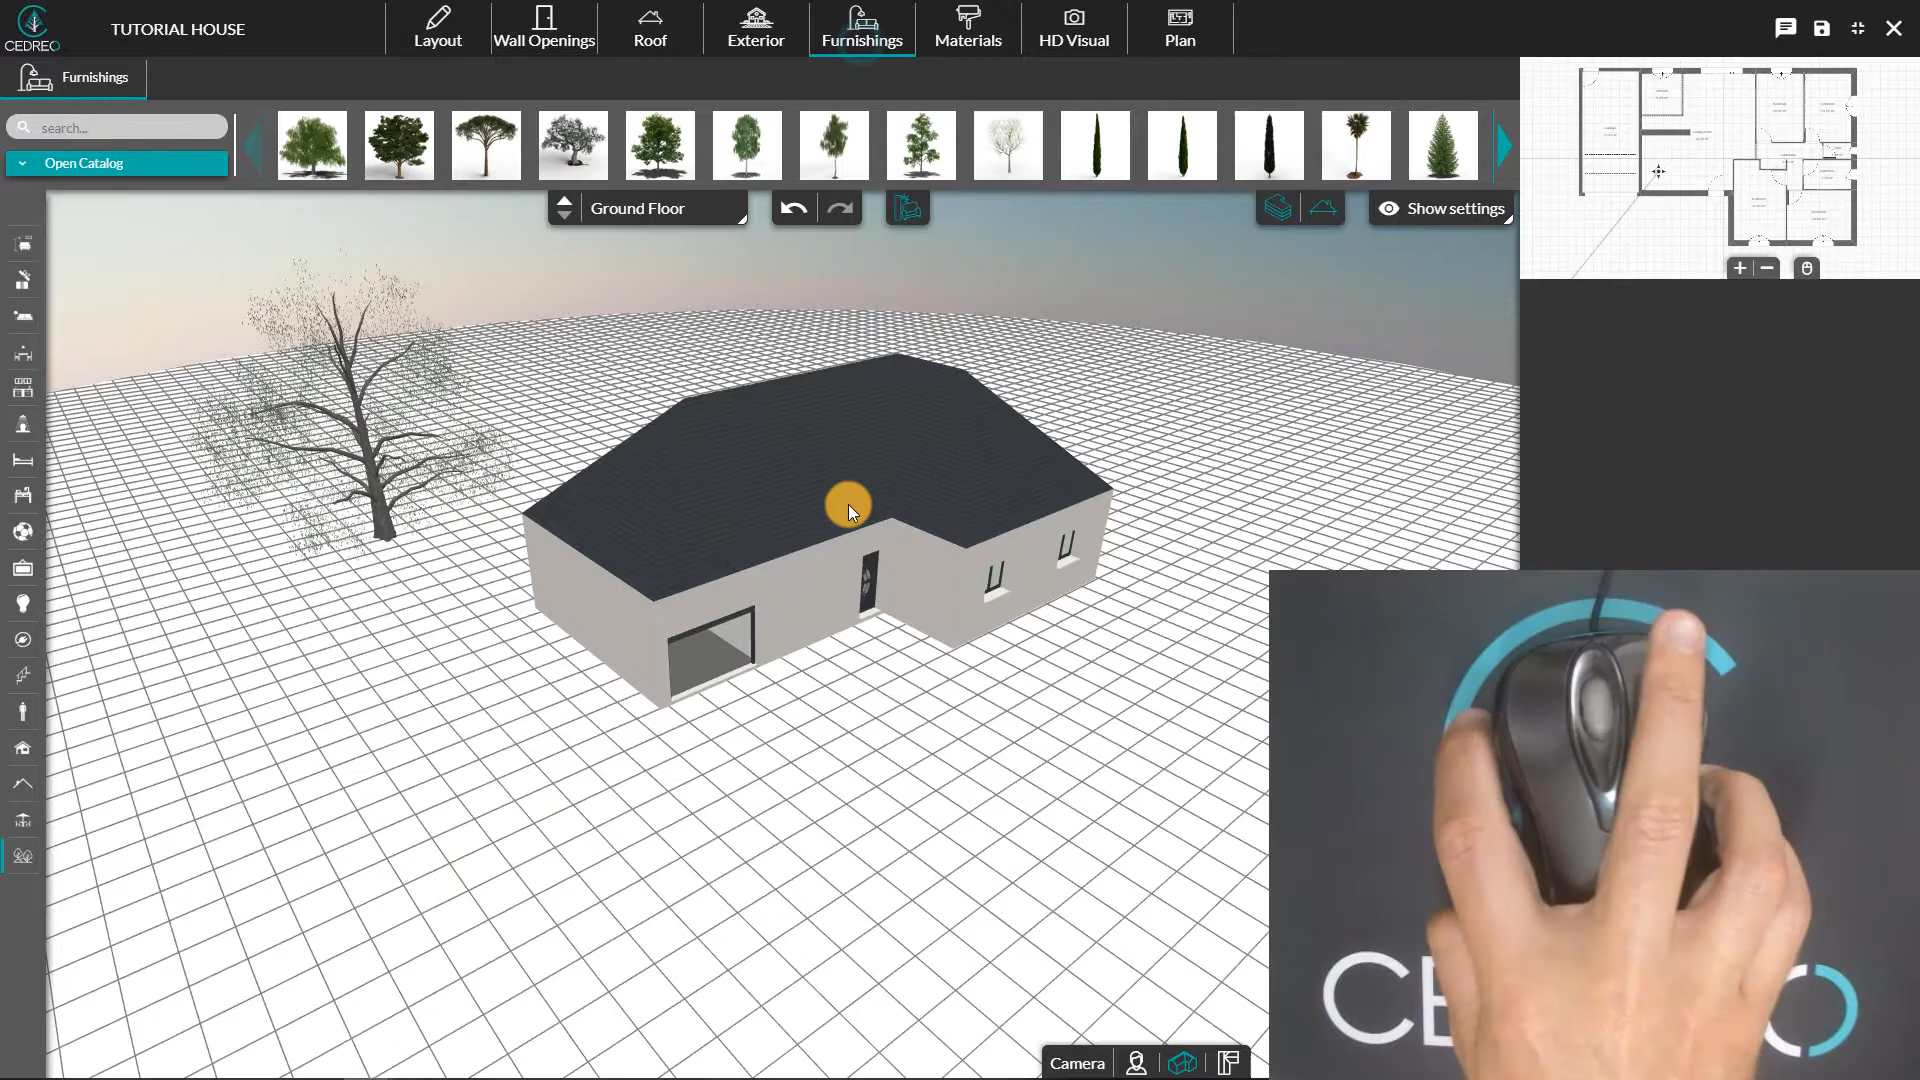 CEDREO
TUTORIAL HOUSE
Layout
Wall Openings
Roof
Exterior
Furnishings
Materials
HD Visual
Plan
Furnishings
search...
Open Catalog
Ground Floor
Show settings
Camera
CE O